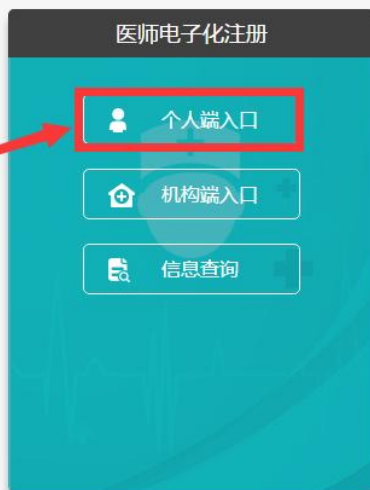 医师电子化注册
个人端入口
机构端入口
信息查询